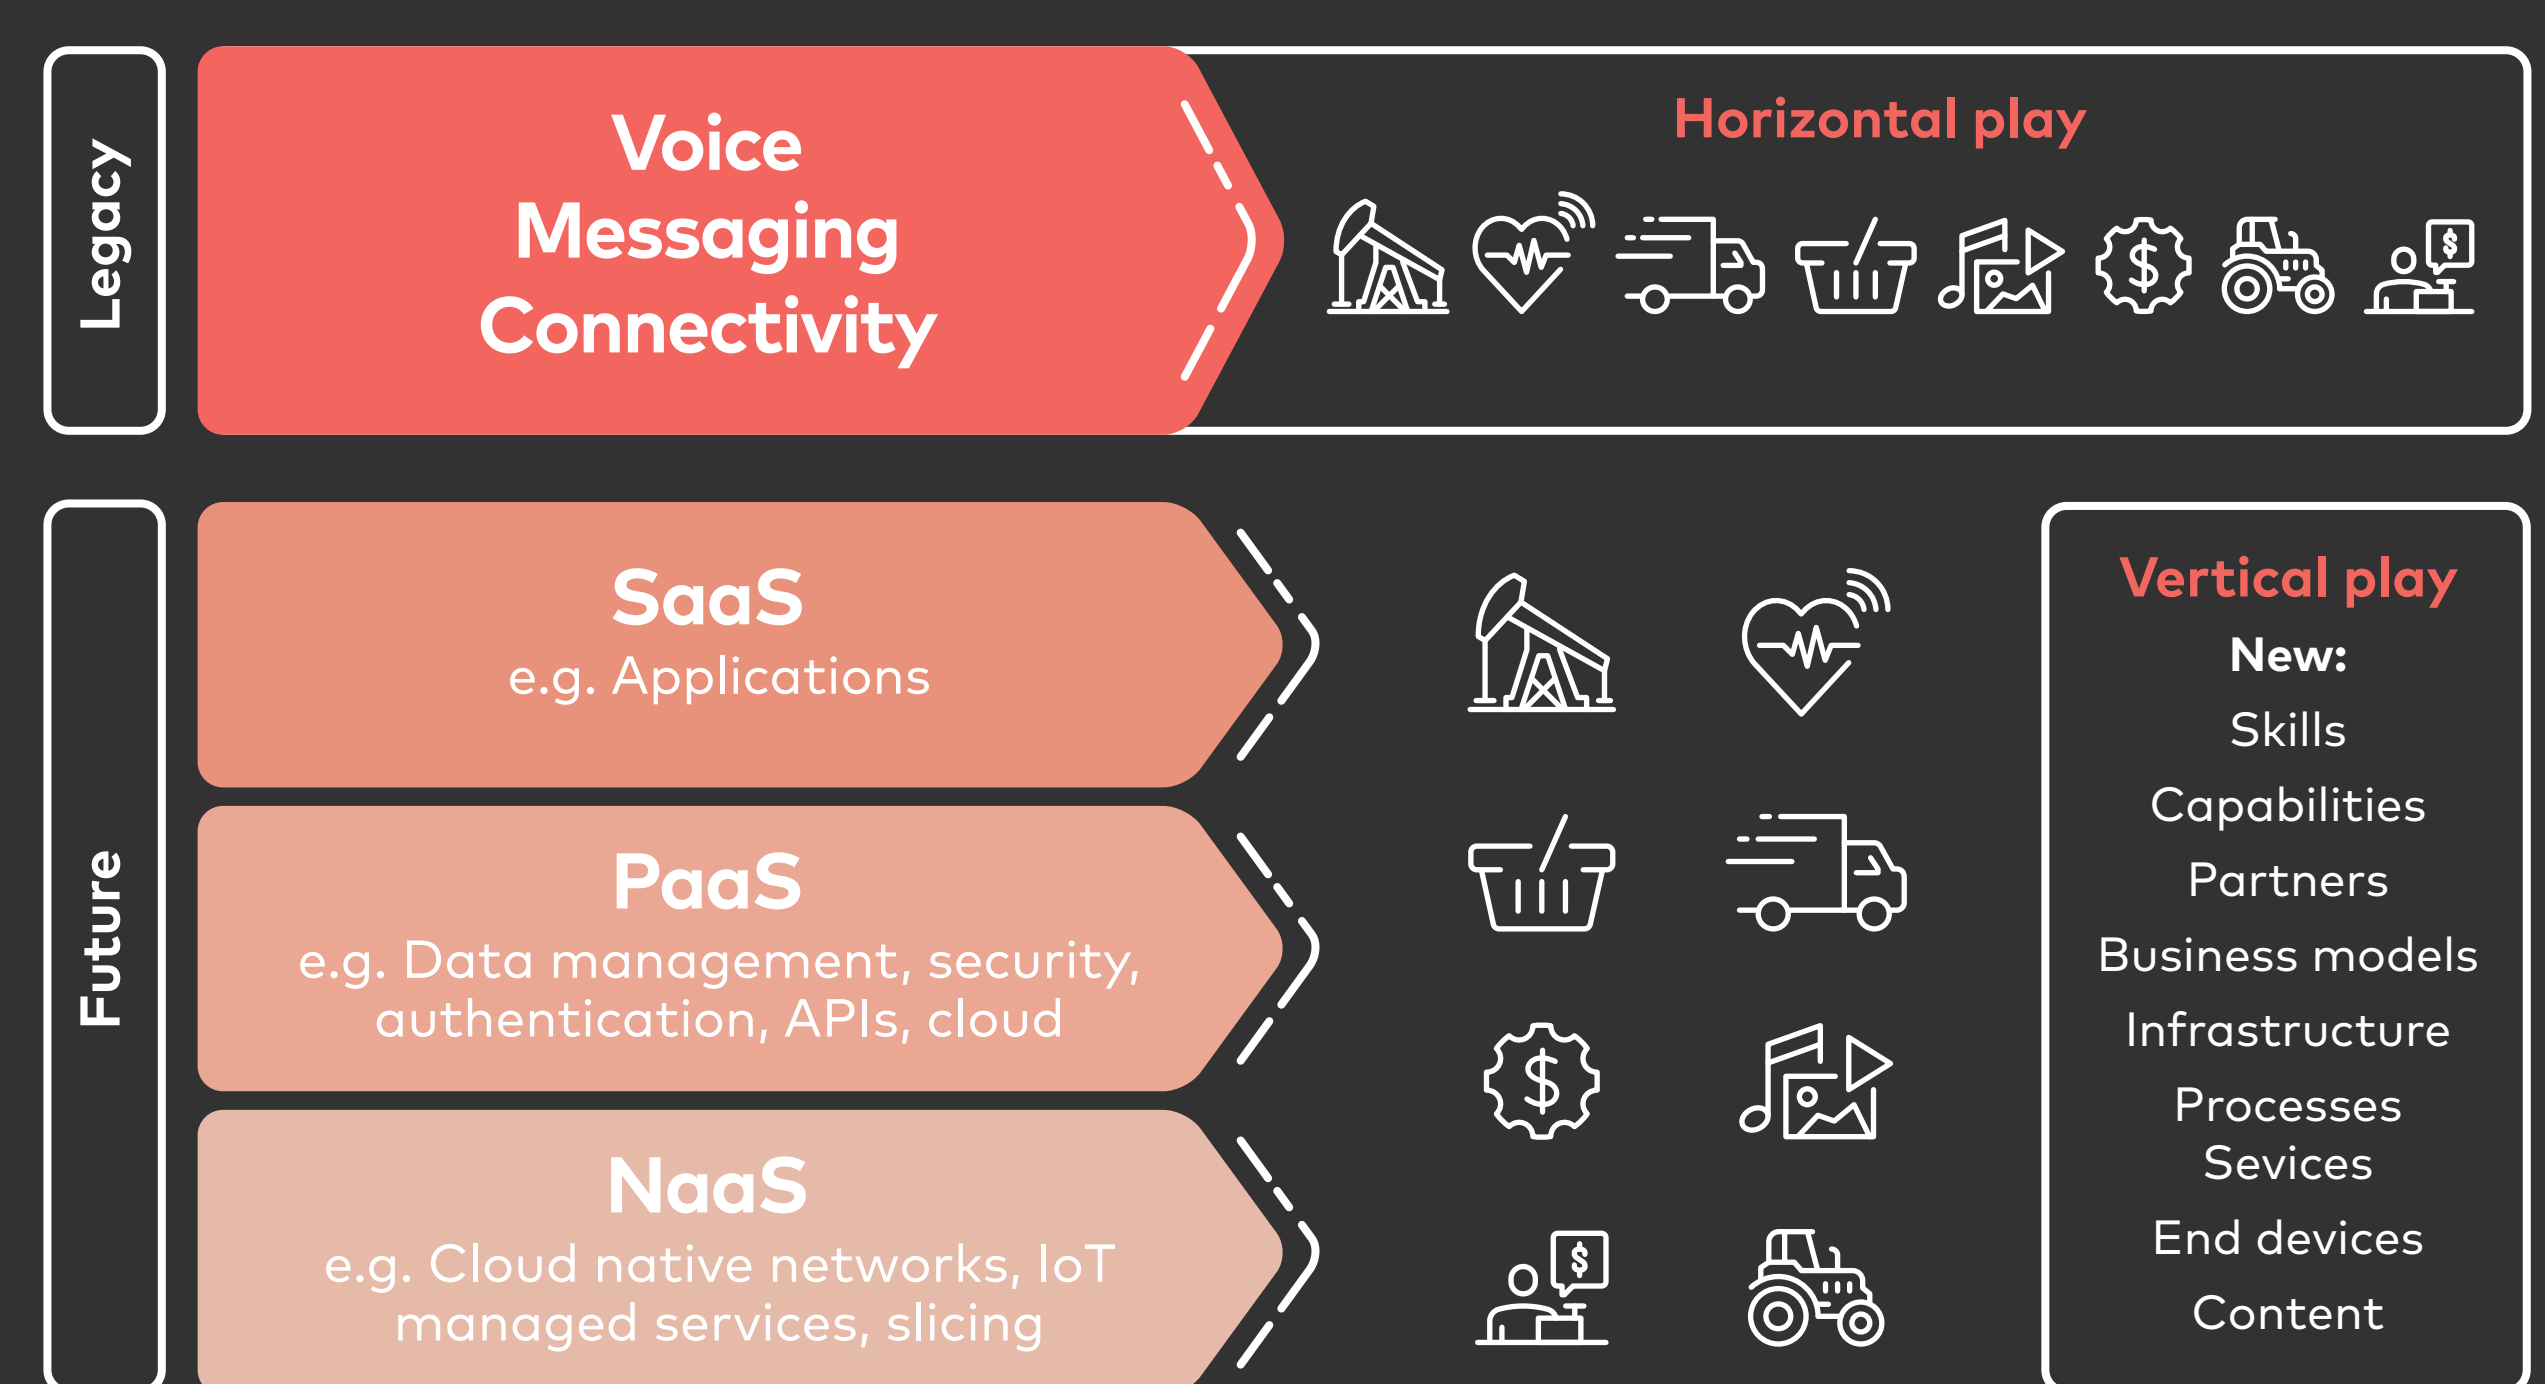 Legacy
Voice
Messaging
Connectivity
Horizontal play
$
$
Future
SaaS
e.g. Applications
PaaS
e.g. Data management, security,
authentication, APIs, cloud
NaaS
e.g. Cloud native networks, IoT
managed services, slicing
$
$
Vertical play
New:
Skills
Capabilities
Partners
Business models
Infrastructure
Processes
Sevices
End devices
Content